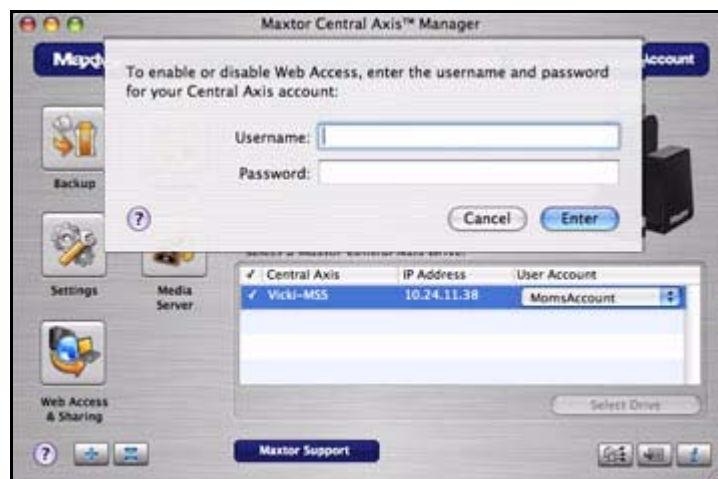 Maxtor Central Axis™ Manager
Account
To enable or disable Web Access, enter the username and password
for your Central Axis account:
Username:
Password:
? Cancel Enter
Backup
Settings
Media
Server
Web Access
& Sharing
✓ Central Axis IP Address User Account
✓ Vicki-MSS 10.24.11.38 MomsAccount
Select Drive
? Maxtor Support